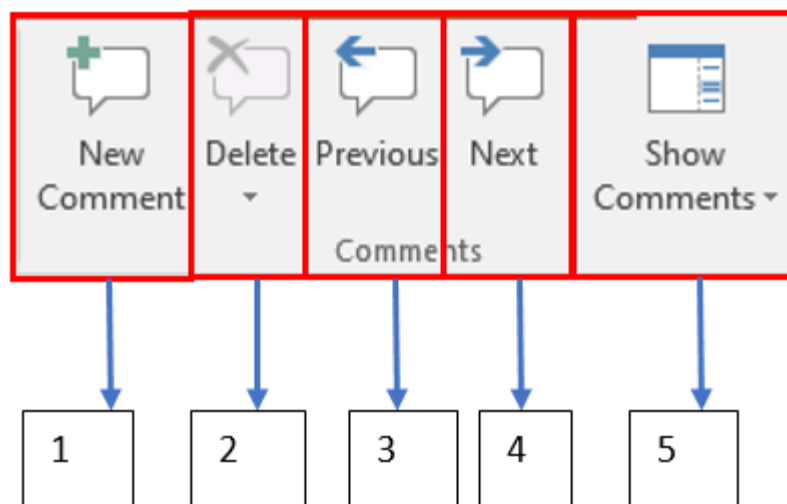 New Comment
Delete
Previous
Next
Show Comments
Comments
1
2
3
4
5